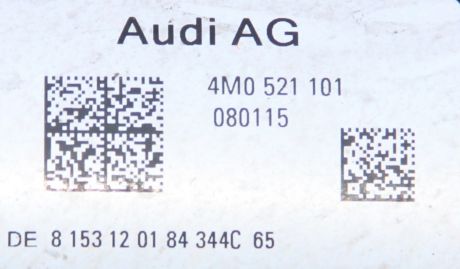 Audi AG
4M0 521 101
080115
DE 8 153 12 01 84 344C 65